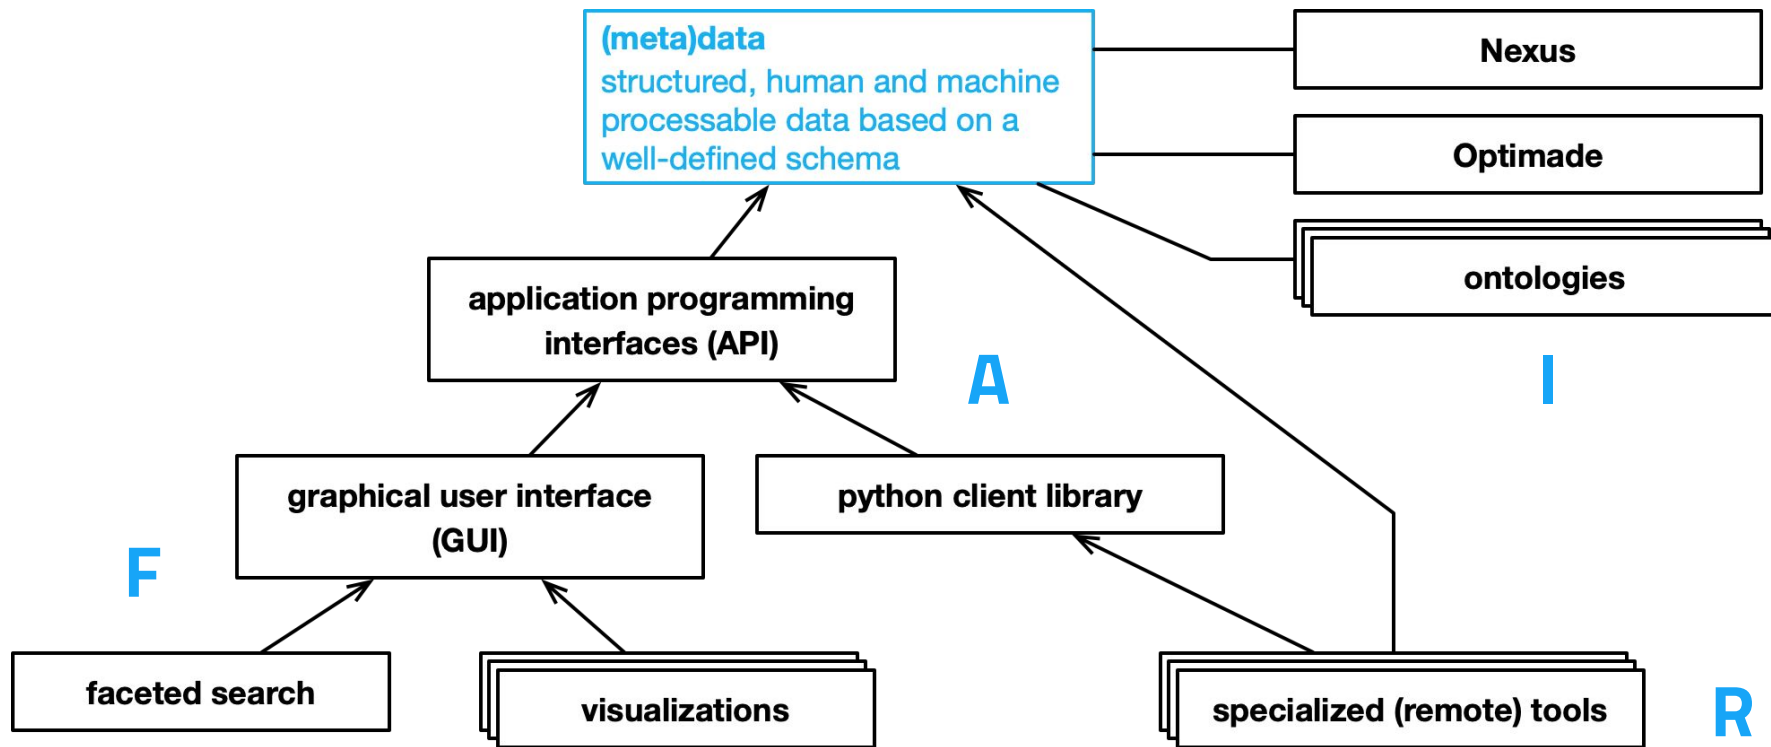 (meta)data
structured, human and machine
processable data based on a
well-defined schema
Nexus
Optimade
ontologies
application programming
interfaces (API)
A
I
graphical user interface
(GUI)
python client library
F
faceted search
visualizations
specialized (remote) tools
R